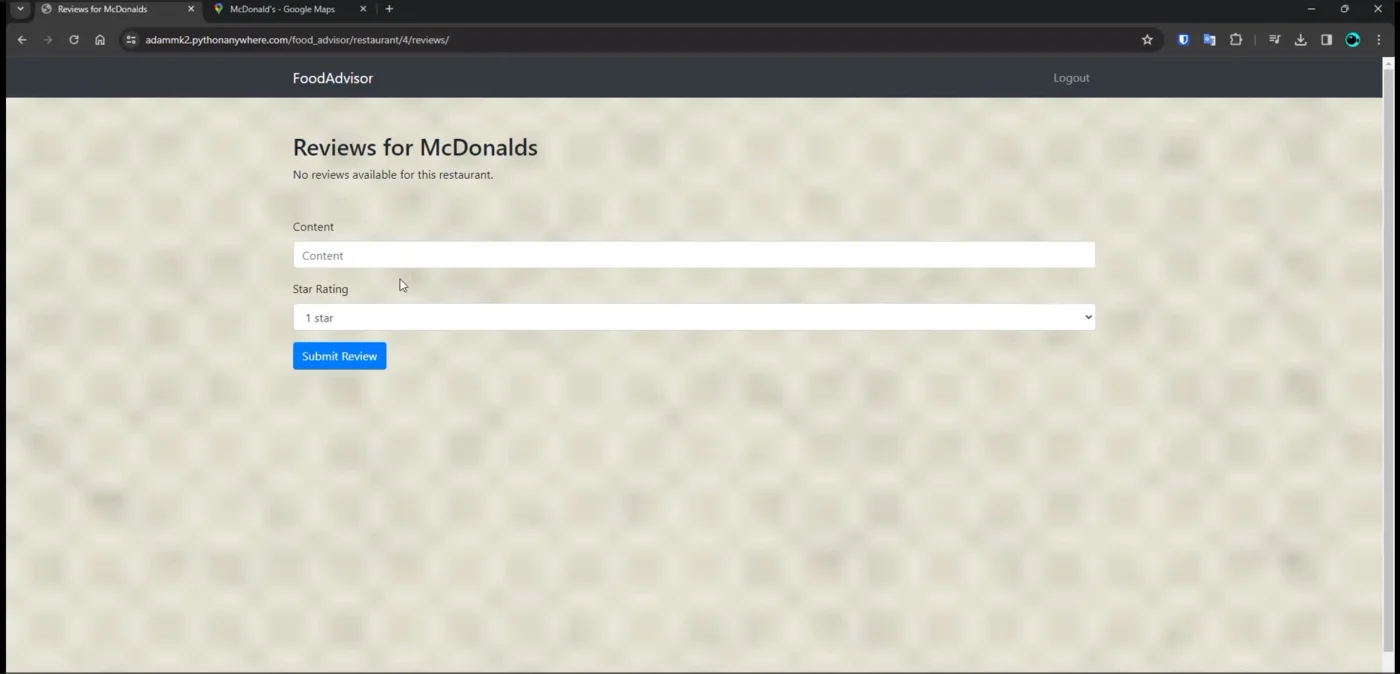 Reviews for McDonalds
McDonald's - Google Maps
adammk2.pythonanywhere.com/food_advisor/restaurant/4/reviews/
FoodAdvisor
Logout
Reviews for McDonalds
No reviews available for this restaurant.
Content
Content
Star Rating
1 star
Submit Review